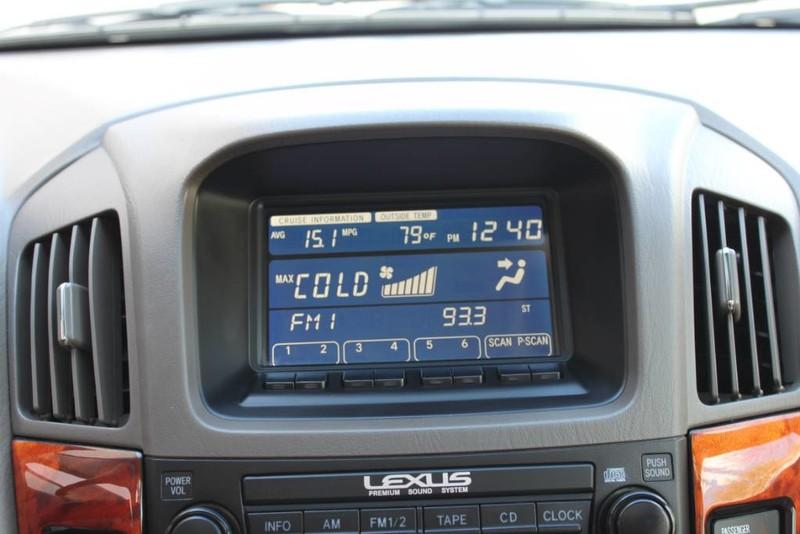 CRUISE INFORMATION OUTSIDE TEMP
AVG 15.1 MPG 79°F PM 12 40
MAX COLD
FM1 93.3 ST
1 2 3 4 5 6 SCAN P·SCAN
POWER
VOL
LEXUS
PREMIUM SOUND SYSTEM
PUSH
SOUND
INFO AM FM1/2 TAPE CD CLOCK
PASSENGER